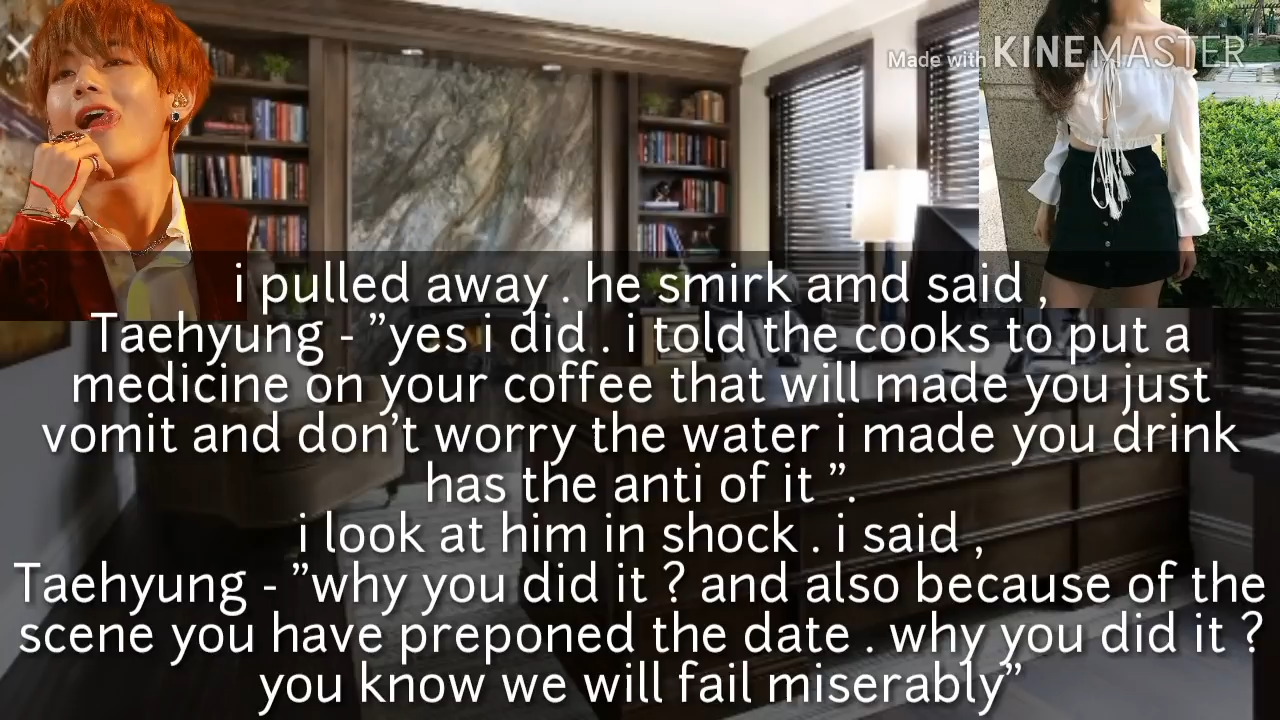 Made with KINEMASTER
i pulled away . he smirk amd said ,
Taehyung - ”yes i did . i told the cooks to put a
medicine on your coffee that will made you just
vomit and don’t worry the water i made you drink
has the anti of it ”.
i look at him in shock . i said ,
Taehyung - ”why you did it ? and also because of the
scene you have preponed the date . why you did it ?
you know we will fail miserably”